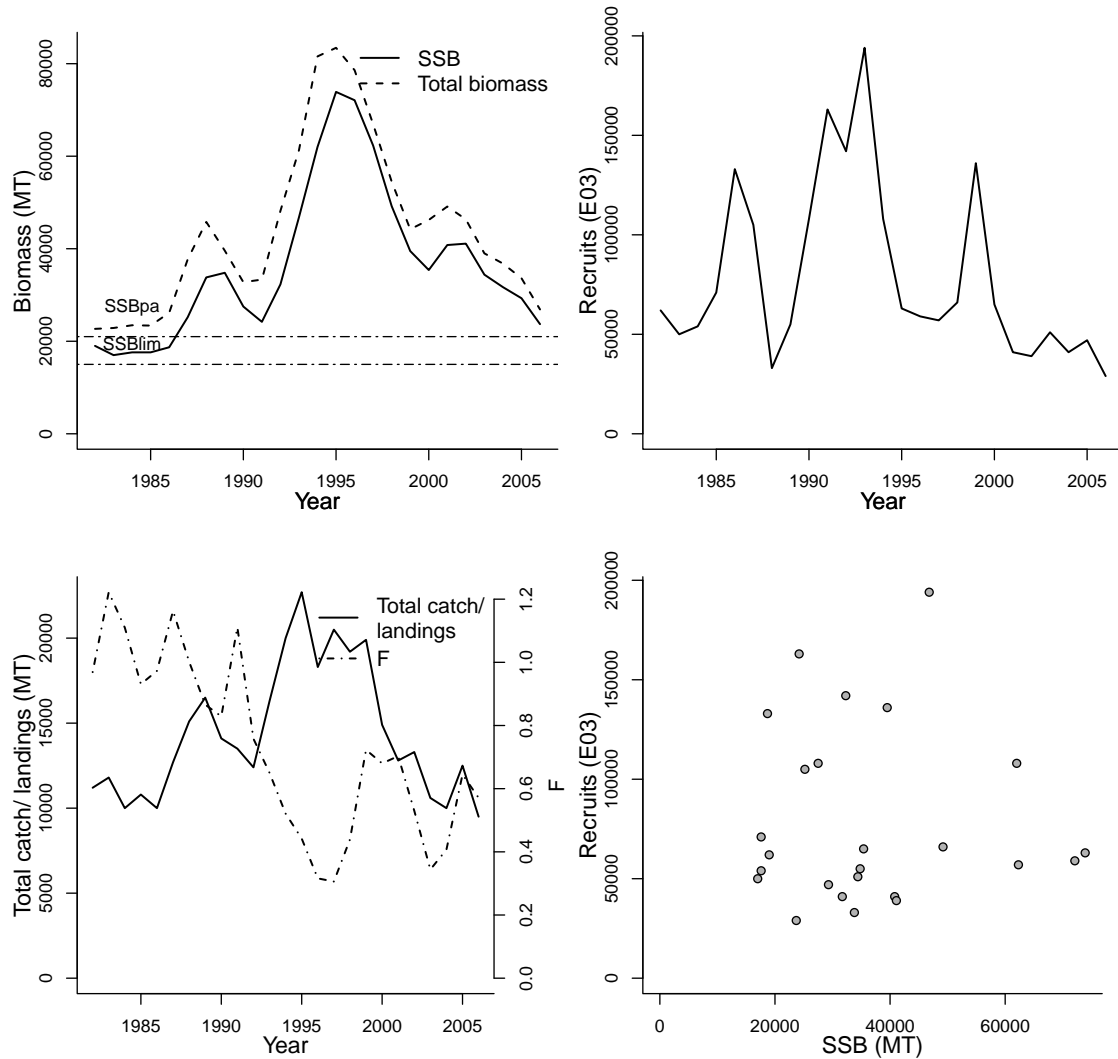 SSB
Total biomass
SSBpa
SSBlim
Biomass (MT)
0
20000
40000
60000
80000
1985
1990
1995
2000
2005
Year
Recruits (E03)
0
50000
100000
150000
200000
1985
1990
1995
2000
2005
Year
Total catch/
landings
F
Total catch/ landings (MT)
0
5000
10000
15000
20000
F
0.0
0.2
0.4
0.6
0.8
1.0
1.2
1985
1990
1995
2000
2005
Year
Recruits (E03)
0
50000
100000
150000
200000
0
20000
40000
60000
SSB (MT)